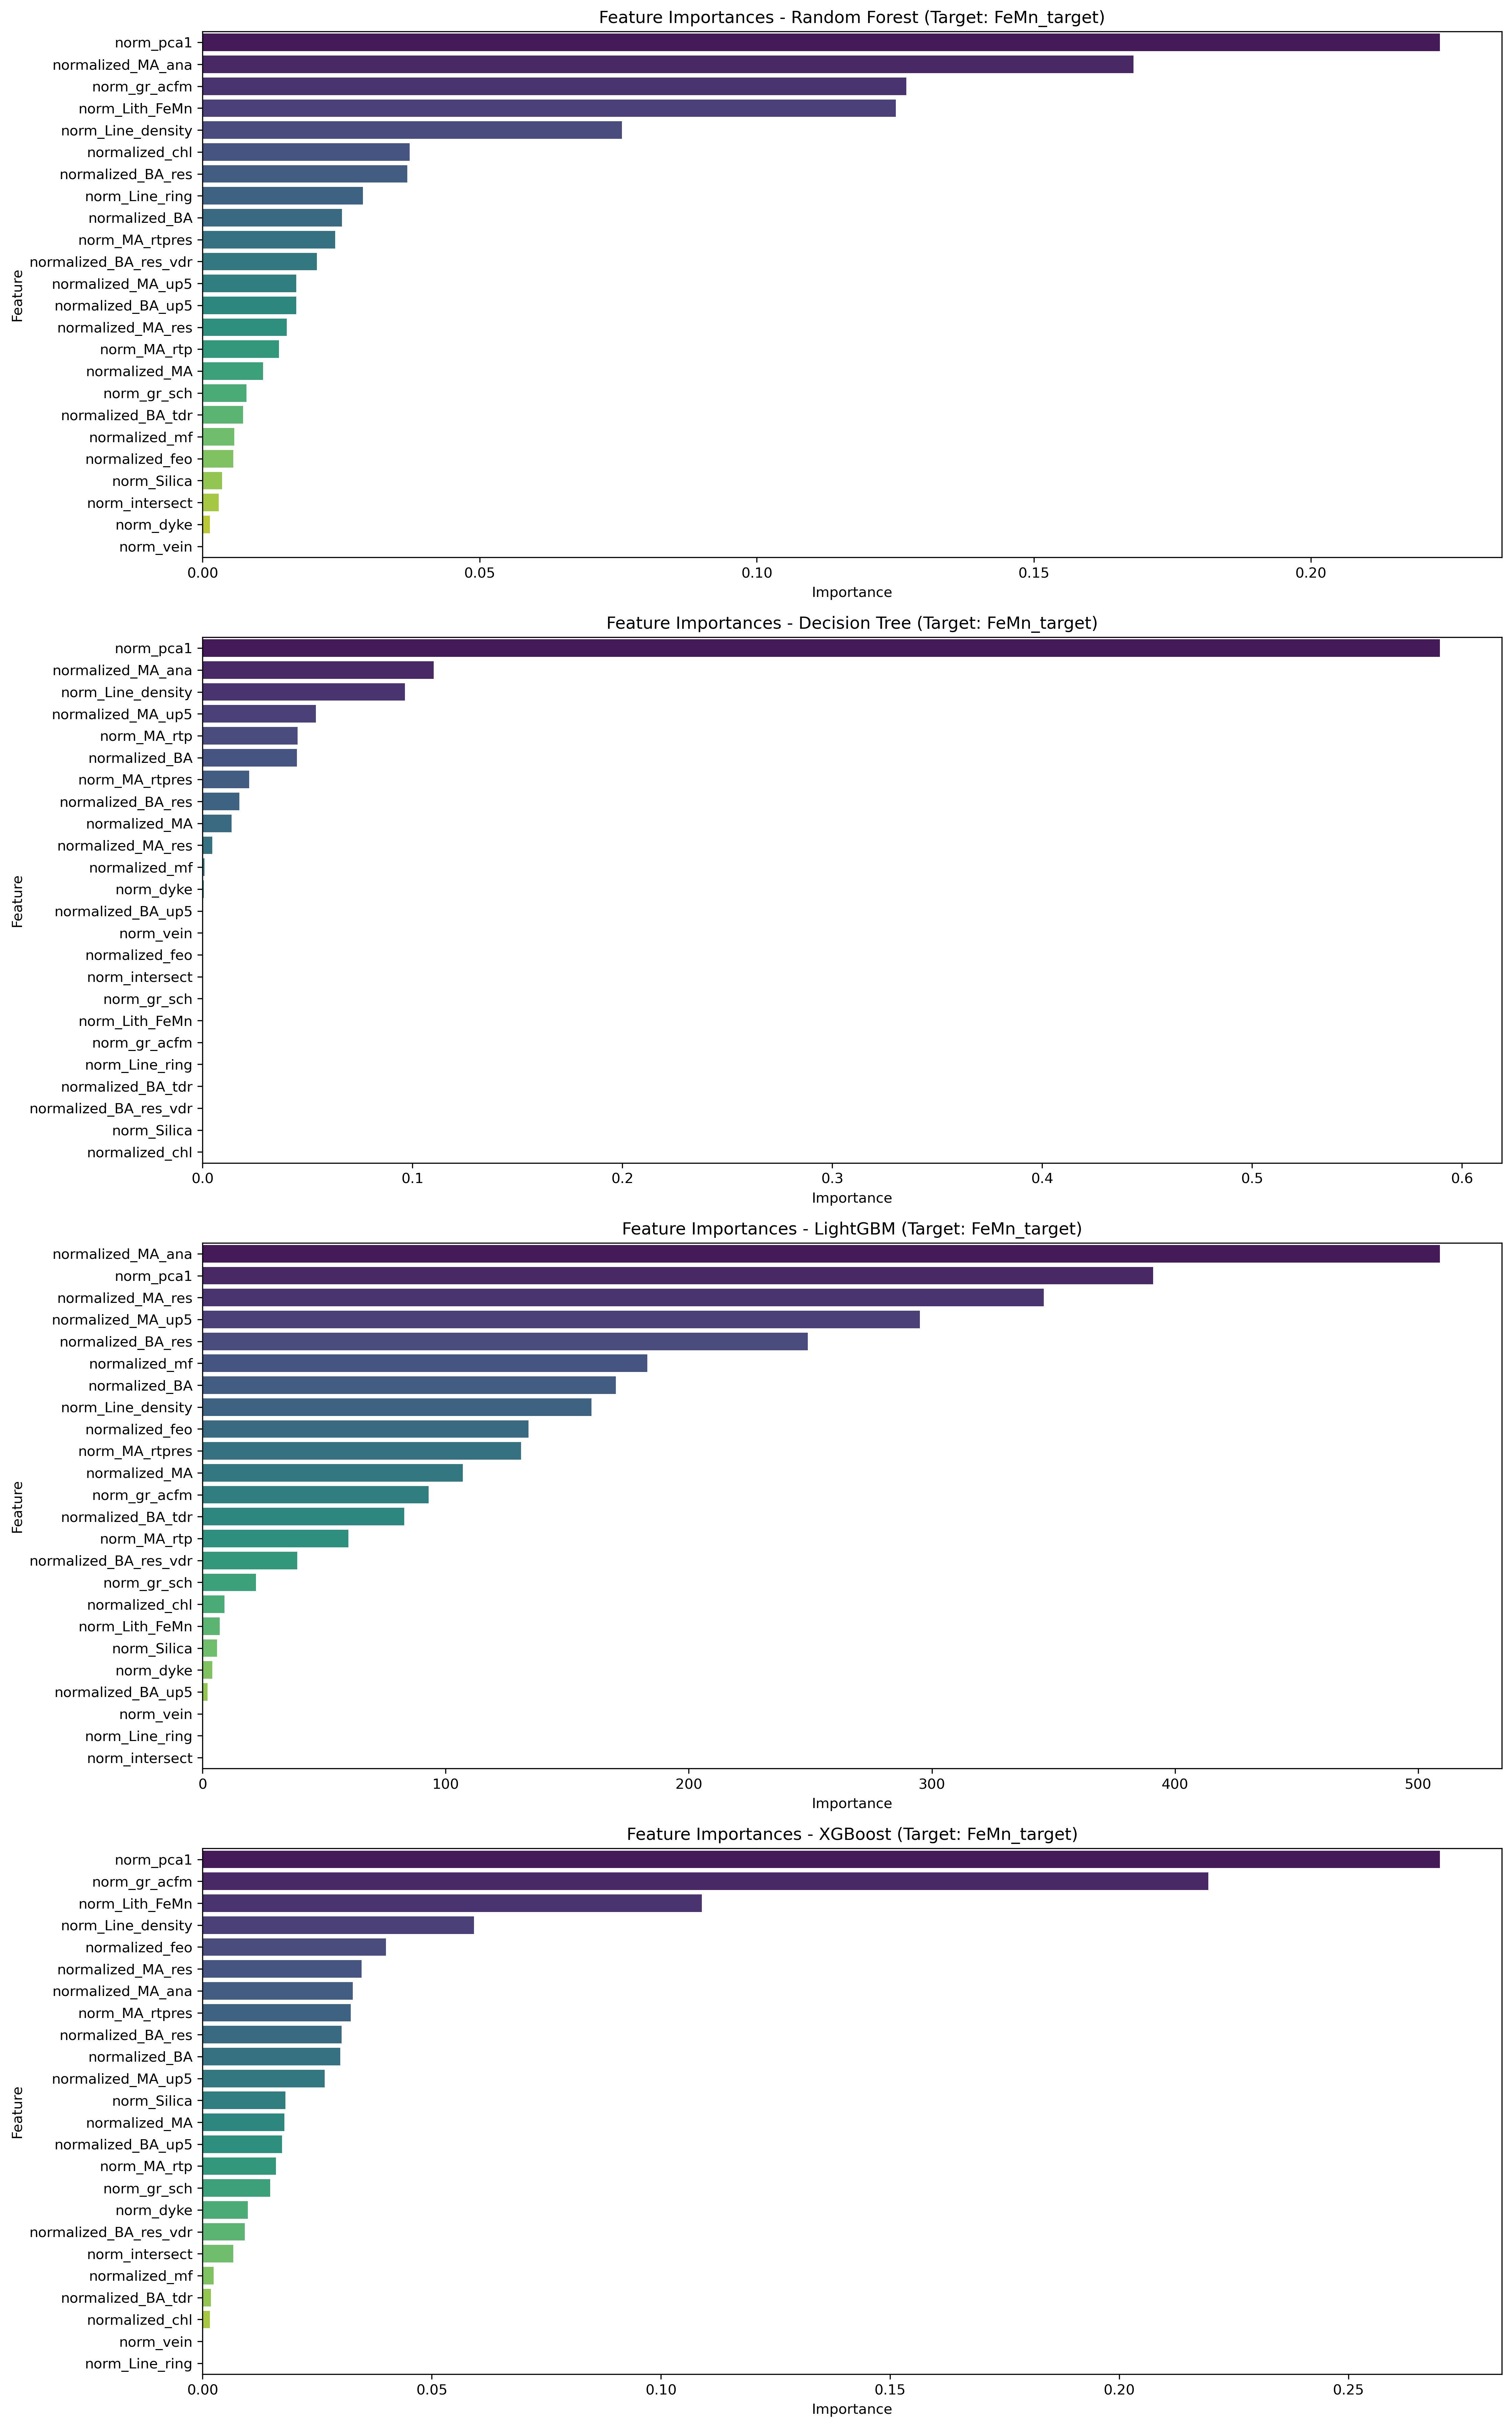 Feature Importances - Random Forest (Target: FeMn_target)
norm_pca1
normalized_MA_ana
norm_gr_acfm
norm_Lith_FeMn
norm_Line_density
normalized_chl
normalized_BA_res
norm_Line_ring
normalized_BA
norm_MA_rtpres
normalized_BA_res_vdr
normalized_MA_up5
normalized_BA_up5
normalized_MA_res
norm_MA_rtp
normalized_MA
norm_gr_sch
normalized_BA_tdr
normalized_mf
normalized_feo
norm_Silica
norm_intersect
norm_dyke
norm_vein
Feature
0.00 0.05 0.10 0.15 0.20
Importance
Feature Importances - Decision Tree (Target: FeMn_target)
norm_pca1
normalized_MA_ana
norm_Line_density
normalized_MA_up5
norm_MA_rtp
normalized_BA
norm_MA_rtpres
normalized_BA_res
normalized_MA
normalized_MA_res
normalized_mf
norm_dyke
normalized_BA_up5
norm_vein
normalized_feo
norm_intersect
norm_gr_sch
norm_Lith_FeMn
norm_gr_acfm
norm_Line_ring
normalized_BA_tdr
normalized_BA_res_vdr
norm_Silica
normalized_chl
Feature
0.0 0.1 0.2 0.3 0.4 0.5 0.6
Importance
Feature Importances - LightGBM (Target: FeMn_target)
normalized_MA_ana
norm_pca1
normalized_MA_res
normalized_MA_up5
normalized_BA_res
normalized_mf
normalized_BA
norm_Line_density
normalized_feo
norm_MA_rtpres
normalized_MA
norm_gr_acfm
normalized_BA_tdr
norm_MA_rtp
normalized_BA_res_vdr
norm_gr_sch
normalized_chl
norm_Lith_FeMn
norm_Silica
norm_dyke
normalized_BA_up5
norm_vein
norm_Line_ring
norm_intersect
Feature
0 100 200 300 400 500
Importance
Feature Importances - XGBoost (Target: FeMn_target)
norm_pca1
norm_gr_acfm
norm_Lith_FeMn
norm_Line_density
normalized_feo
normalized_MA_res
normalized_MA_ana
norm_MA_rtpres
normalized_BA_res
normalized_BA
normalized_MA_up5
norm_Silica
normalized_MA
normalized_BA_up5
norm_MA_rtp
norm_gr_sch
norm_dyke
normalized_BA_res_vdr
norm_intersect
normalized_mf
normalized_BA_tdr
normalized_chl
norm_vein
norm_Line_ring
Feature
0.00 0.05 0.10 0.15 0.20 0.25
Importance